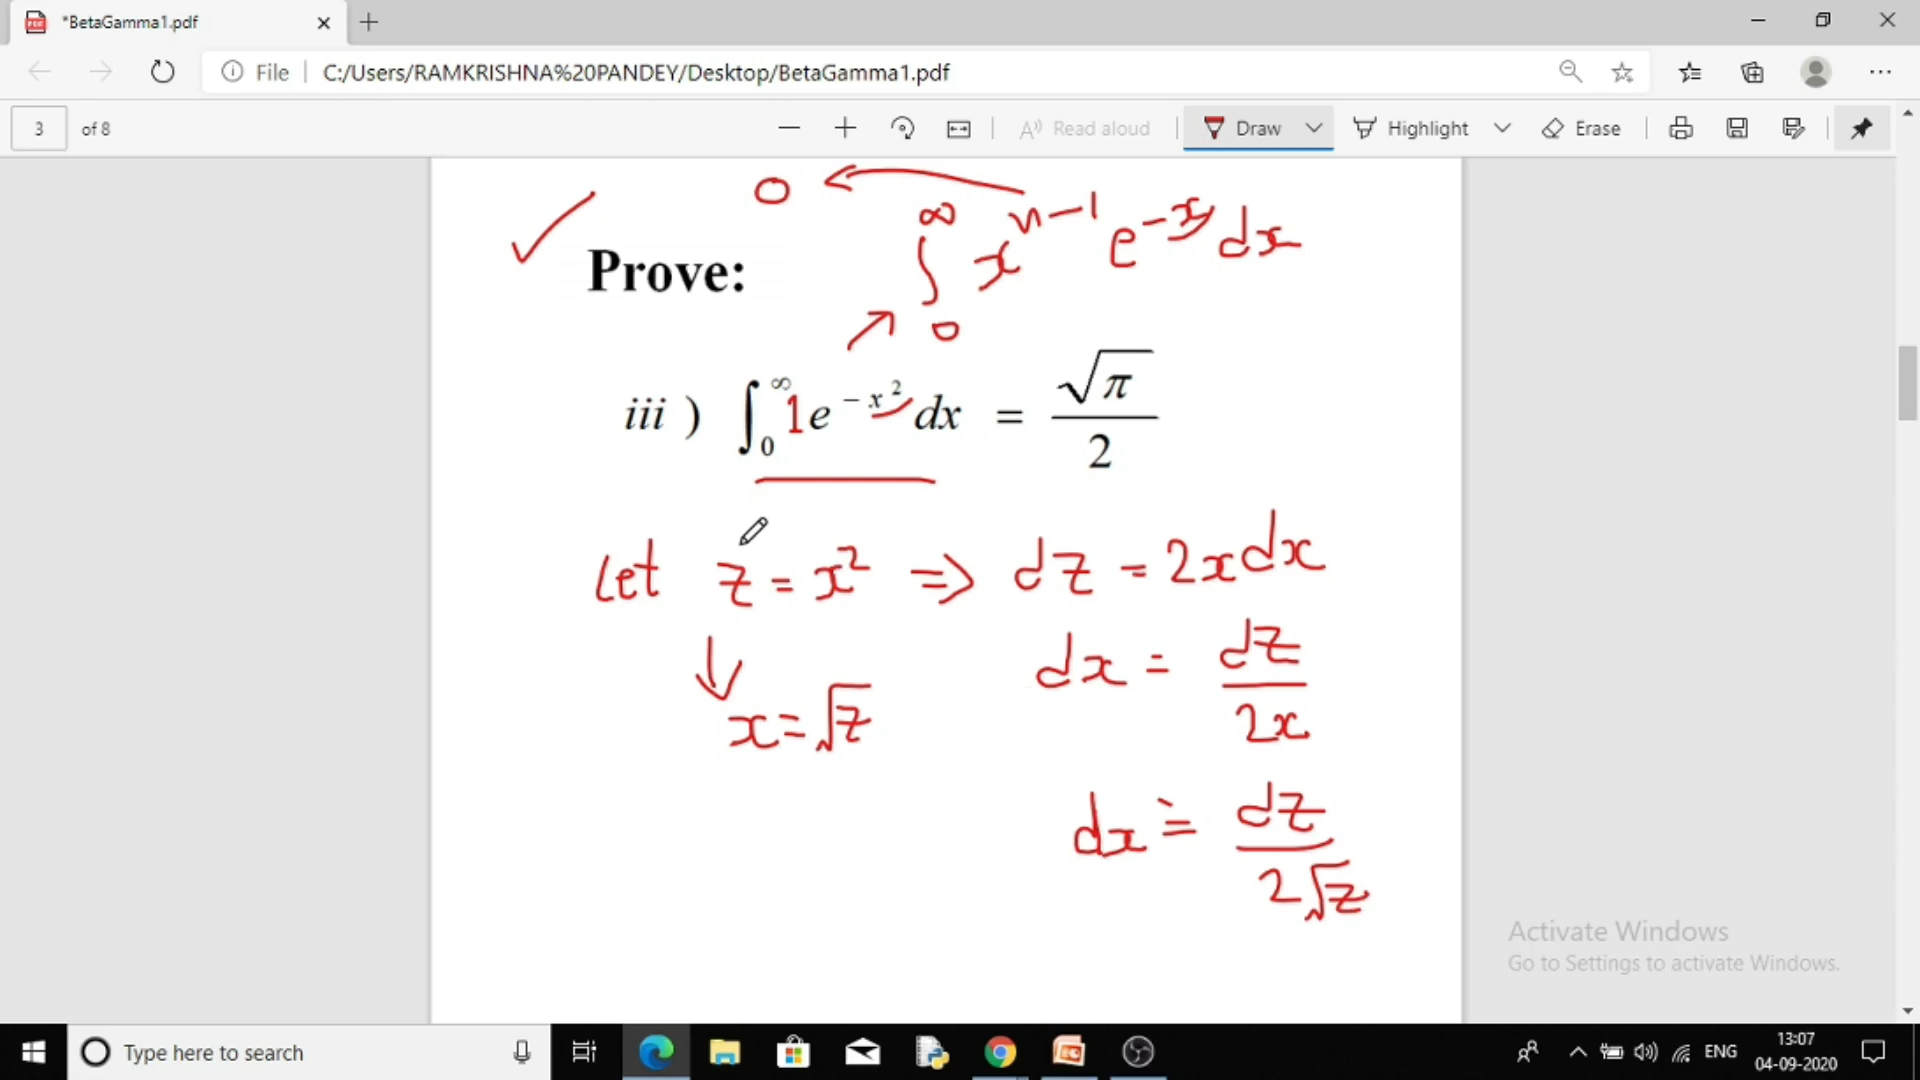 *BetaGamma1.pdf
File C:/Users/RAMKRISHNA%20PANDEY/Desktop/BetaGamma1.pdf
3 of 8 Read aloud Draw Highlight Erase
0
∫₀^∞ x^{n-1} e^{-x} dx
Prove:
iii ) ∫₀^∞ 1 e^{-x^2} dx = √π / 2
Let z = x² ⇒ dz = 2x dx
↓
dx = dz / 2x
x = √z
dx = dz / 2√z
Activate Windows
Go to Settings to activate Windows.
Type here to search
ENG
13:07
04-09-2020